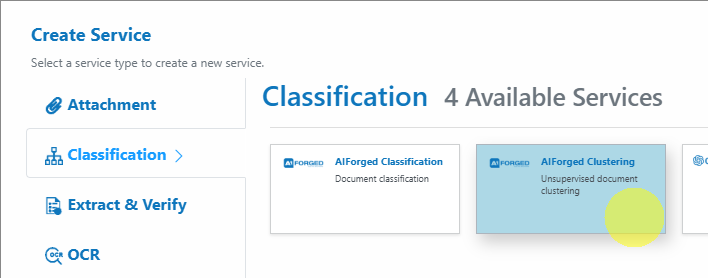 Create Service
Select a service type to create a new service.
Attachment
Classification
Extract & Verify
OCR
OCR
Classification 4 Available Services
AIFORGED
AIForged Classification
Document classification
AIFORGED
AIForged Clustering
Unsupervised document
clustering